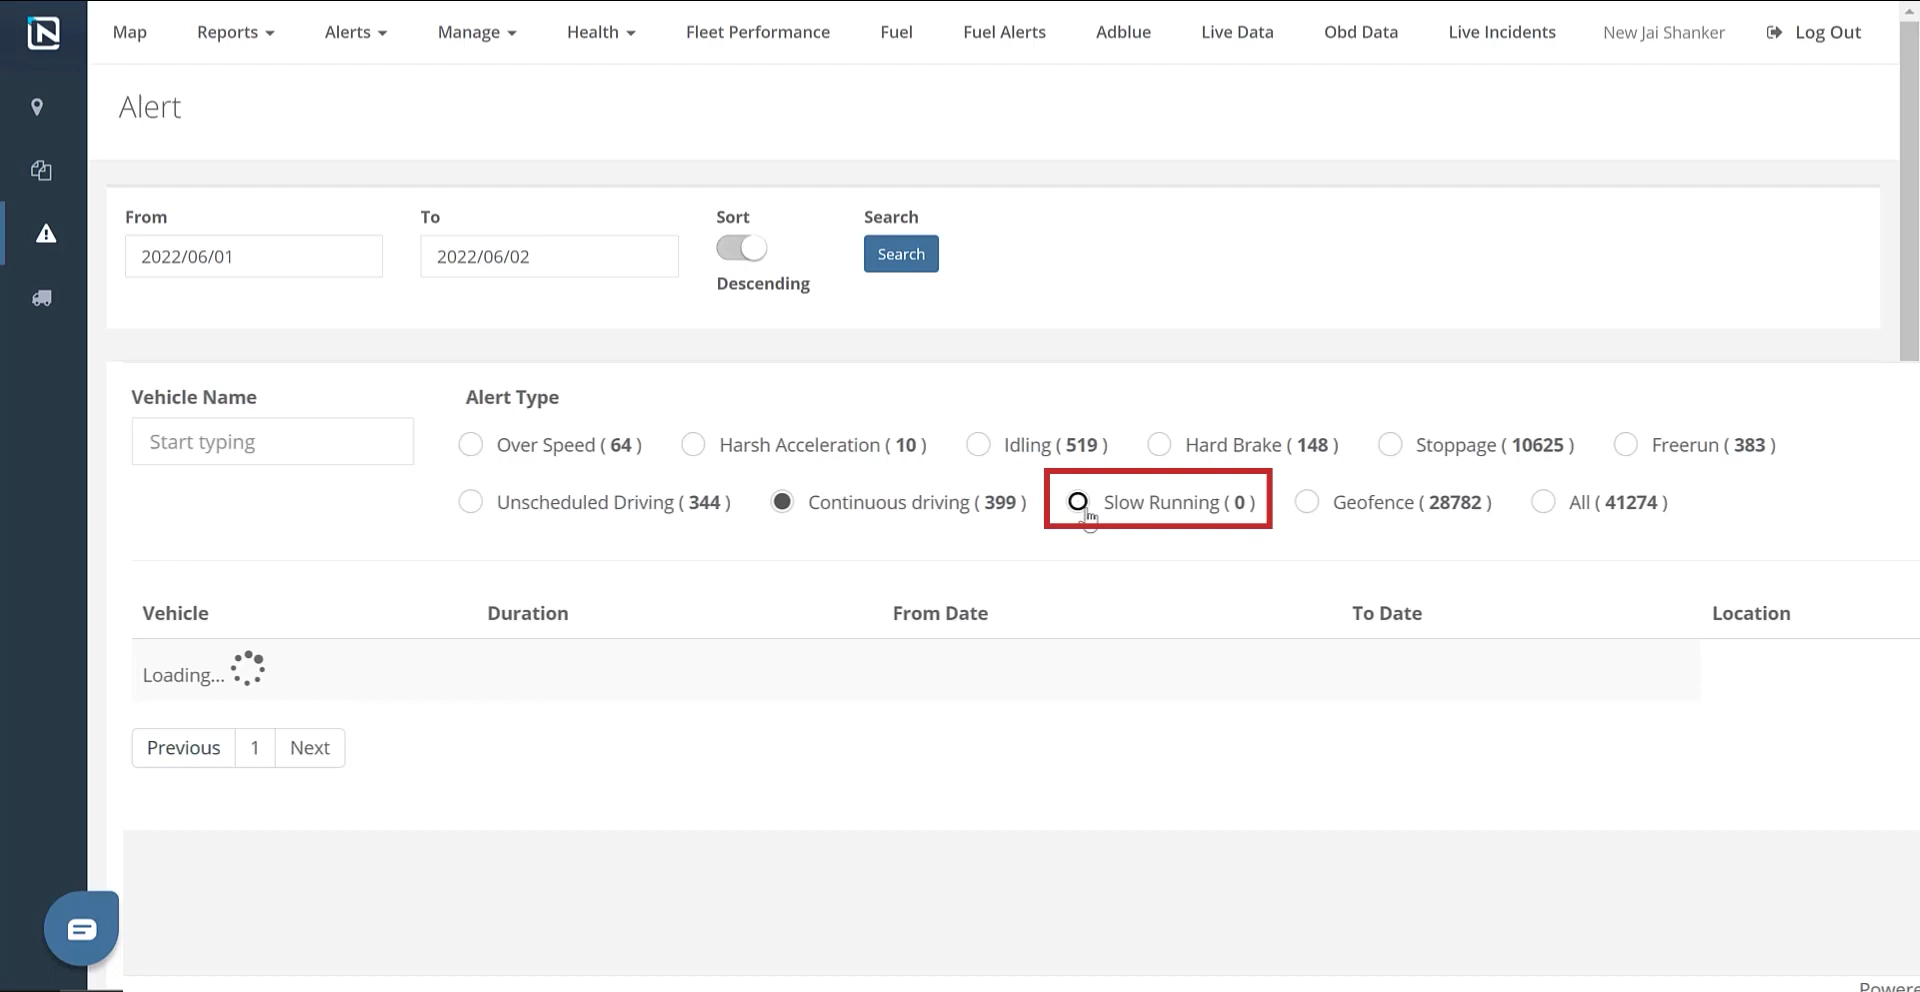 Map Reports Alerts Manage Health Fleet Performance Fuel Fuel Alerts Adblue Live Data Obd Data Live Incidents New Jai Shanker Log Out
Alert
From To Sort Search
2022/06/01 2022/06/02 Search
Descending
Vehicle Name Alert Type
Start typing Over Speed ( 64 ) Harsh Acceleration ( 10 ) Idling ( 519 ) Hard Brake ( 148 ) Stoppage ( 10625 ) Freerun ( 383 )
Unscheduled Driving ( 344 ) Continuous driving ( 399 ) Slow Running ( 0 ) Geofence ( 28782 ) All ( 41274 )
Vehicle Duration From Date To Date Location
Loading...
Previous 1 Next